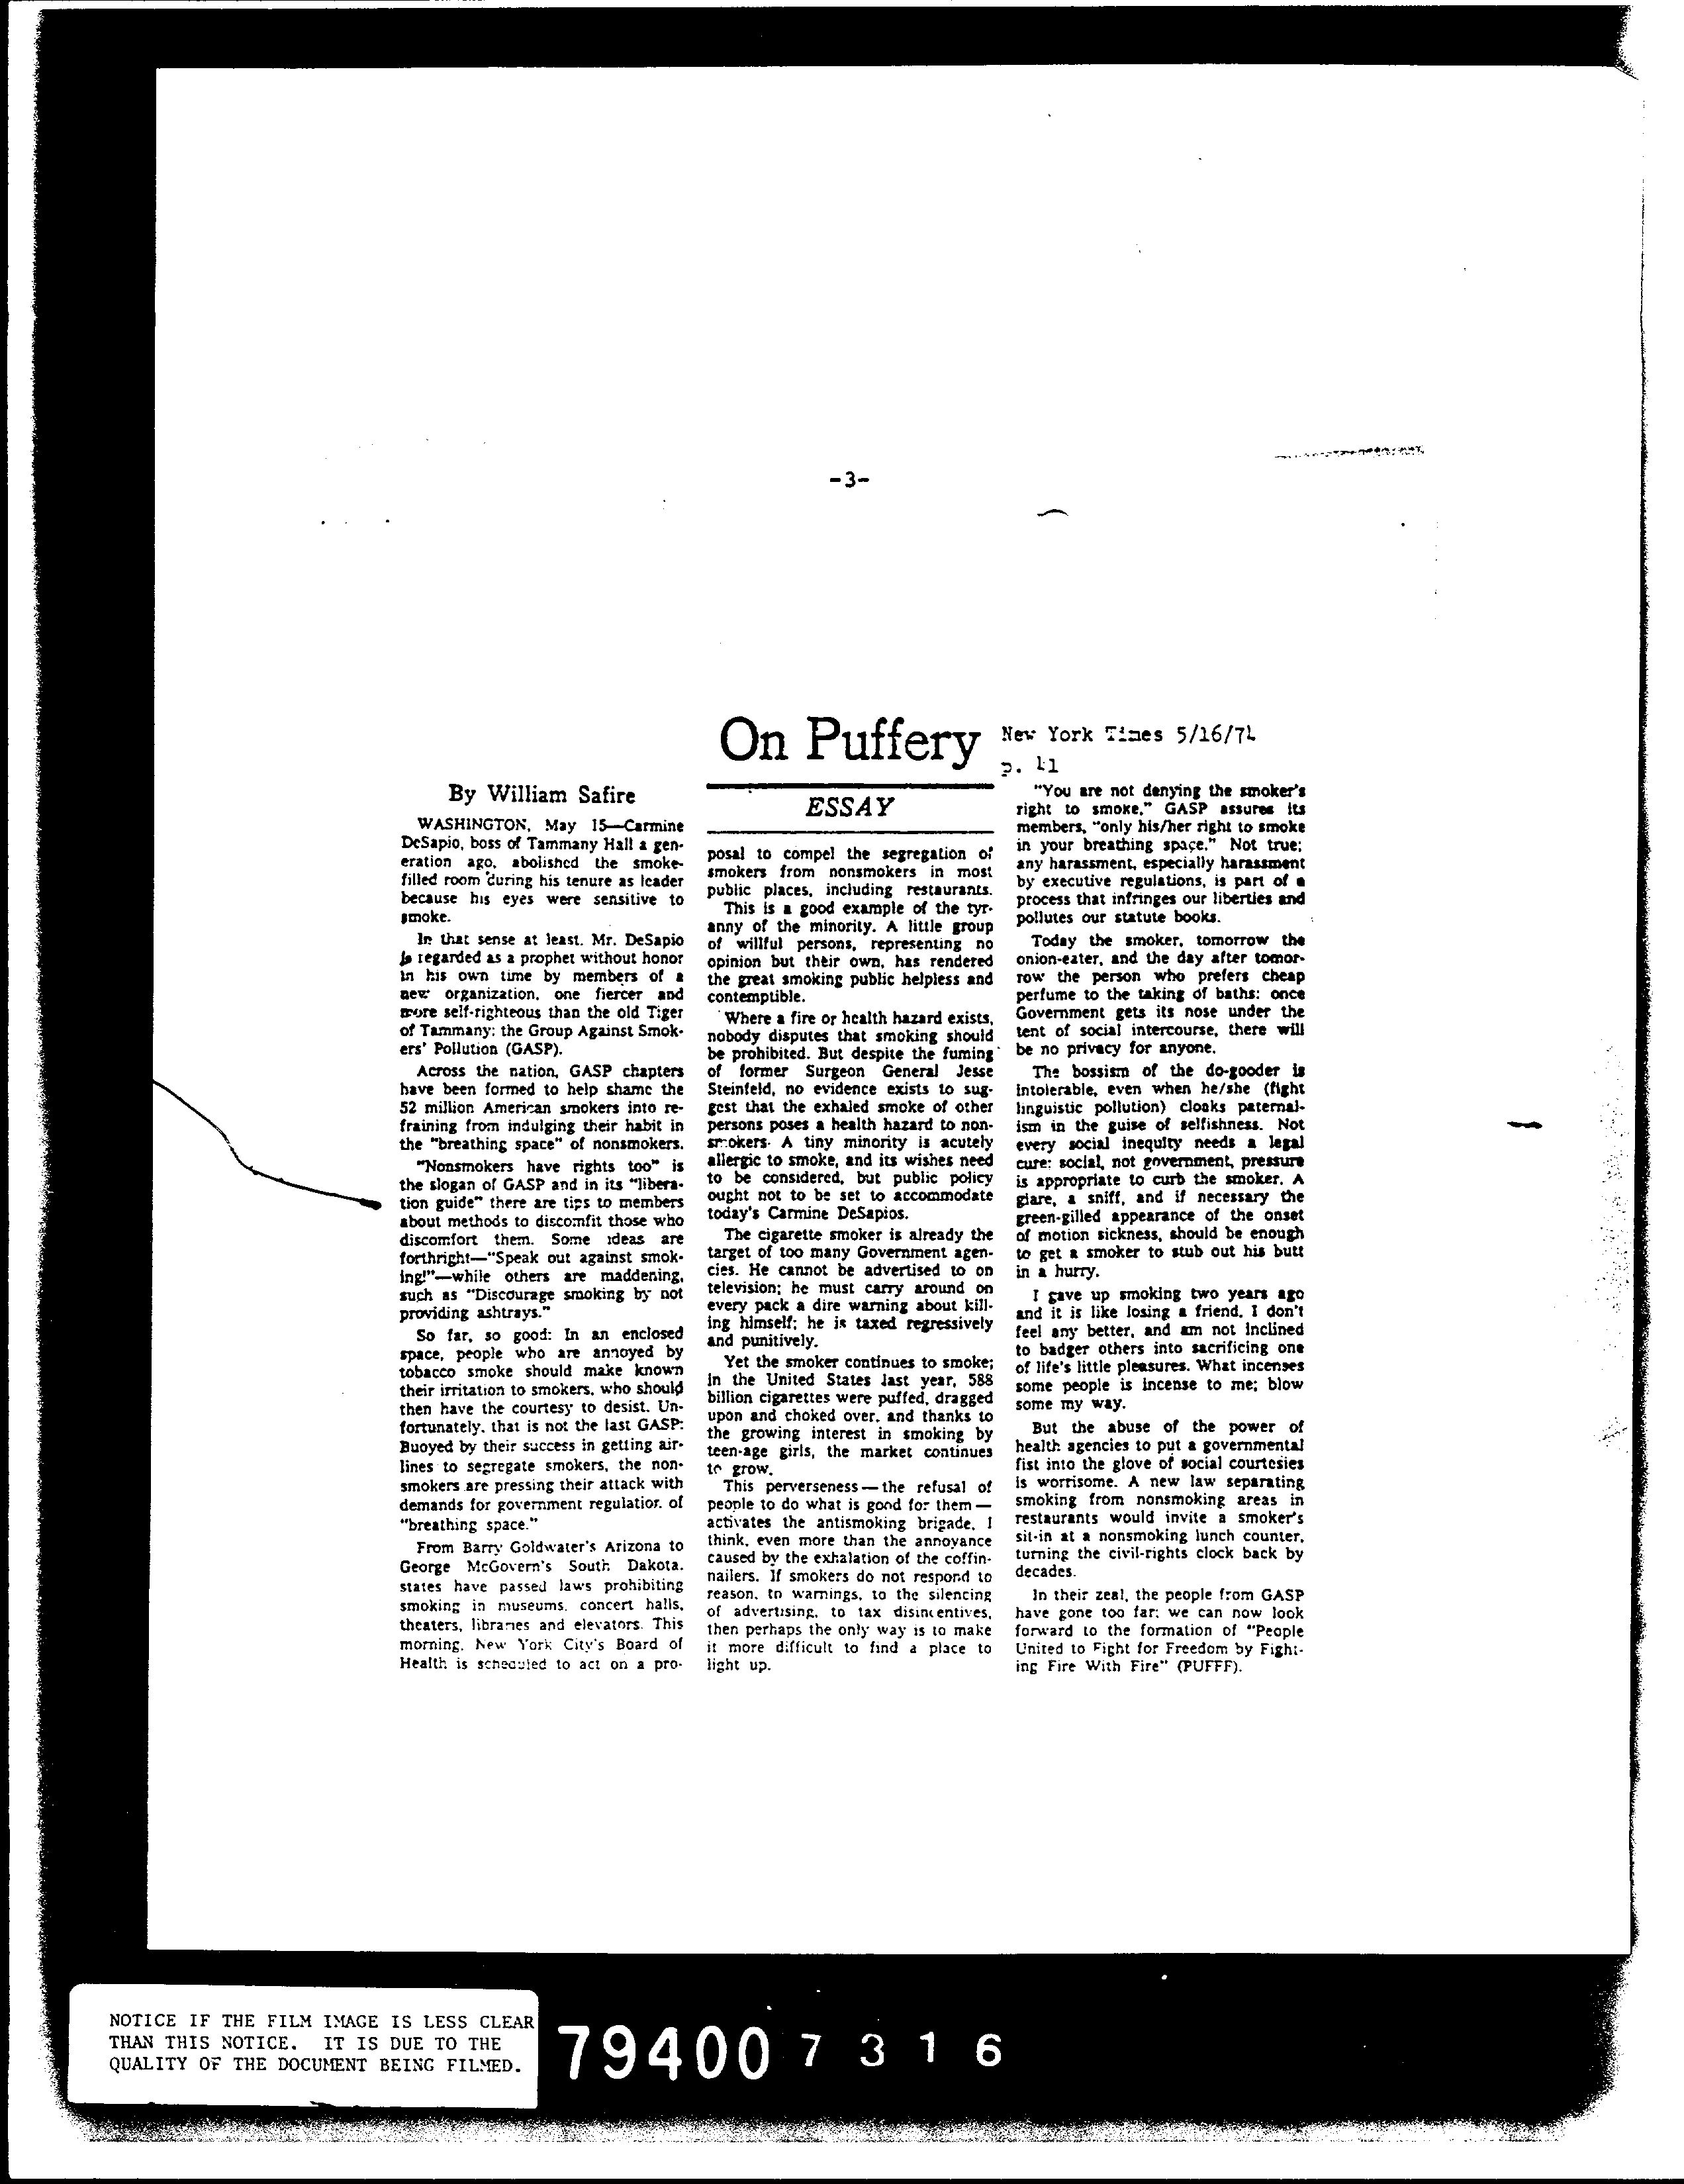 -3-
On Puffery
New York Times 5/16/74
p. 41
By William Safire
WASHINGTON, May 15—Carmine
DeSapio, boss of Tammany Hall a gen-
eration ago, abolished the smoke-
filled room during his tenure as leader
because his eyes were sensitive to
smoke.
In that sense at least, Mr. DeSapio
is regarded as a prophet without honor
in his own time by members of a
new organization, one fiercer and
more self-righteous than the old Tiger
of Tammany: the Group Against Smok-
ers' Pollution (GASP).
Across the nation, GASP chapters
have been formed to help shame the
52 million American smokers into re-
fraining from indulging their habit in
the "breathing space" of nonsmokers.
"Nonsmokers have rights too" is
the slogan of GASP and in its "libera-
tion guide" there are tips to members
about methods to discomfit those who
discomfort them. Some ideas are
forthright—"Speak out against smok-
ing!"—while others are maddening,
such as "Discourage smoking by not
providing ashtrays."
So far, so good: In an enclosed
space, people who are annoyed by
tobacco smoke should make known
their irritation to smokers, who should
then have the courtesy to desist. Un-
fortunately, that is not the last GASP:
Buoyed by their success in getting air-
lines to segregate smokers, the non-
smokers are pressing their attack with
demands for government regulation of
"breathing space."
From Barry Goldwater's Arizona to
George McGovern's South Dakota,
states have passed laws prohibiting
smoking in museums, concert halls,
theaters, libraries and elevators. This
morning, New York City's Board of
Health is scheduled to act on a pro-
ESSAY
posal to compel the segregation of
smokers from nonsmokers in most
public places, including restaurants.
This is a good example of the tyr-
anny of the minority. A little group
of willful persons, representing no
opinion but their own, has rendered
the great smoking public helpless and
contemptible.
Where a fire or health hazard exists,
nobody disputes that smoking should
be prohibited. But despite the fuming
of former Surgeon General Jesse
Steinfeld, no evidence exists to sug-
gest that the exhaled smoke of other
persons poses a health hazard to non-
smokers. A tiny minority is acutely
allergic to smoke, and its wishes need
to be considered, but public policy
ought not to be set to accommodate
today's Carmine DeSapios.
The cigarette smoker is already the
target of too many Government agen-
cies. He cannot be advertised to on
television; he must carry around on
every pack a dire warning about kill-
ing himself; he is taxed regressively
and punitively.
Yet the smoker continues to smoke;
in the United States last year, 588
billion cigarettes were puffed, dragged
upon and choked over, and thanks to
the growing interest in smoking by
teen-age girls, the market continues
to grow.
This perverseness—the refusal of
people to do what is good for them—
activates the antismoking brigade, I
think, even more than the annoyance
caused by the exhalation of the coffin-
nailers. If smokers do not respond to
reason, to warnings, to the silencing
of advertising, to tax disincentives,
then perhaps the only way is to make
it more difficult to find a place to
light up.
"You are not denying the smoker's
right to smoke," GASP assures its
members, "only his/her right to smoke
in your breathing space." Not true;
any harassment, especially harassment
by executive regulations, is part of a
process that infringes our liberties and
pollutes our statute books.
Today the smoker, tomorrow the
onion-eater, and the day after tomor-
row the person who prefers cheap
perfume to the taking of baths: once
Government gets its nose under the
tent of social intercourse, there will
be no privacy for anyone.
The bossism of the do-gooder is
intolerable, even when he/she (fight
linguistic pollution) cloaks paternal-
ism in the guise of selfishness. Not
every social inequity needs a legal
cure: social, not government, pressure
is appropriate to curb the smoker. A
glare, a sniff, and if necessary the
green-gilled appearance of the onset
of motion sickness, should be enough
to get a smoker to stub out his butt
in a hurry.
I gave up smoking two years ago
and it is like losing a friend. I don't
feel any better, and am not inclined
to badger others into sacrificing one
of life's little pleasures. What incenses
some people is incense to me; blow
some my way.
But the abuse of the power of
health agencies to put a governmental
fist into the glove of social courtesies
is worrisome. A new law separating
smoking from nonsmoking areas in
restaurants would invite a smoker's
sit-in at a nonsmoking lunch counter,
turning the civil-rights clock back by
decades.
In their zeal, the people from GASP
have gone too far: we can now look
forward to the formation of "People
United to Fight for Freedom by Fight-
ing Fire With Fire" (PUFFF).
NOTICE IF THE FILM IMAGE IS LESS CLEAR
THAN THIS NOTICE. IT IS DUE TO THE
QUALITY OF THE DOCUMENT BEING FILMED.
794007316